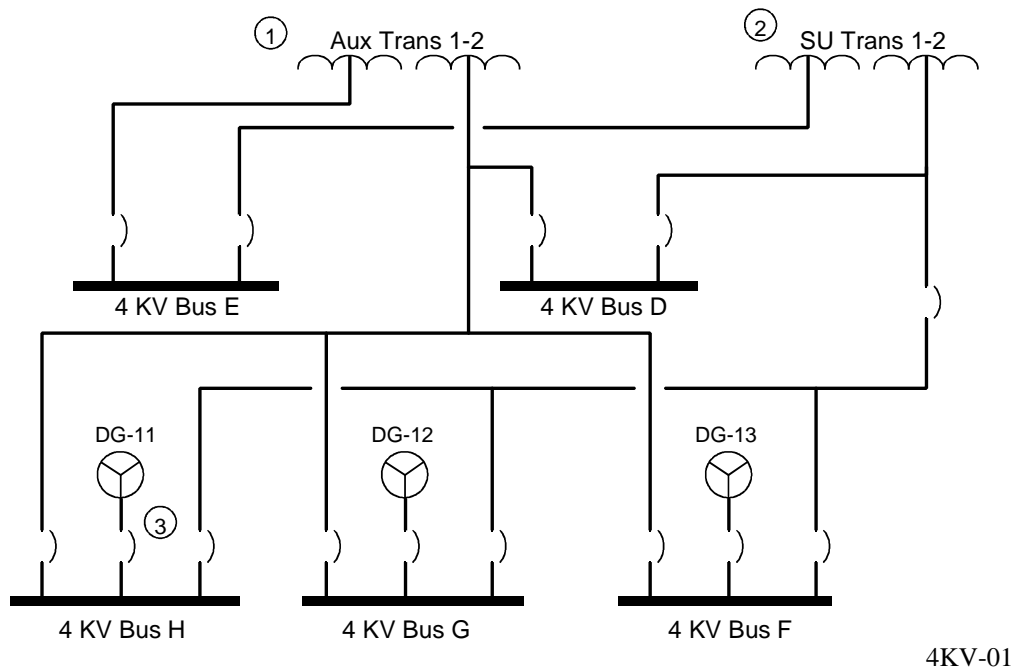 1
Aux Trans 1-2
2
SU Trans 1-2
4 KV Bus E
4 KV Bus D
DG-11
DG-12
DG-13
3
4 KV Bus H
4 KV Bus G
4 KV Bus F
4KV-01